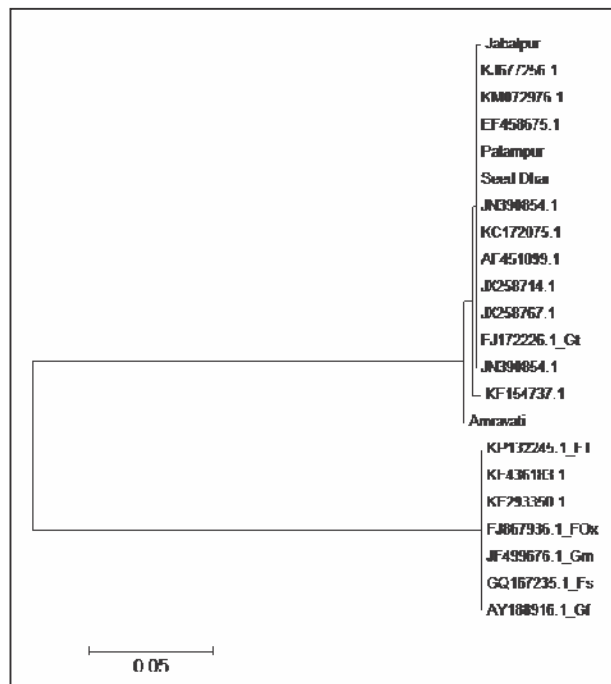 Jabalpur
KJ677256.1
KM072976.1
EF458675.1
Palampur
Seed Dhar
JN390854.1
KC172075.1
AF451099.1
JX258714.1
JX258767.1
FJ172226.1_Gt
JN390854.1
KF154737.1
Amravati
KP132245.1_FI
KF436183.1
KF293350.1
FJ867936.1_FOx
JF499676.1_Gm
GQ167235.1_Fs
AY188916.1_Gf
0.05